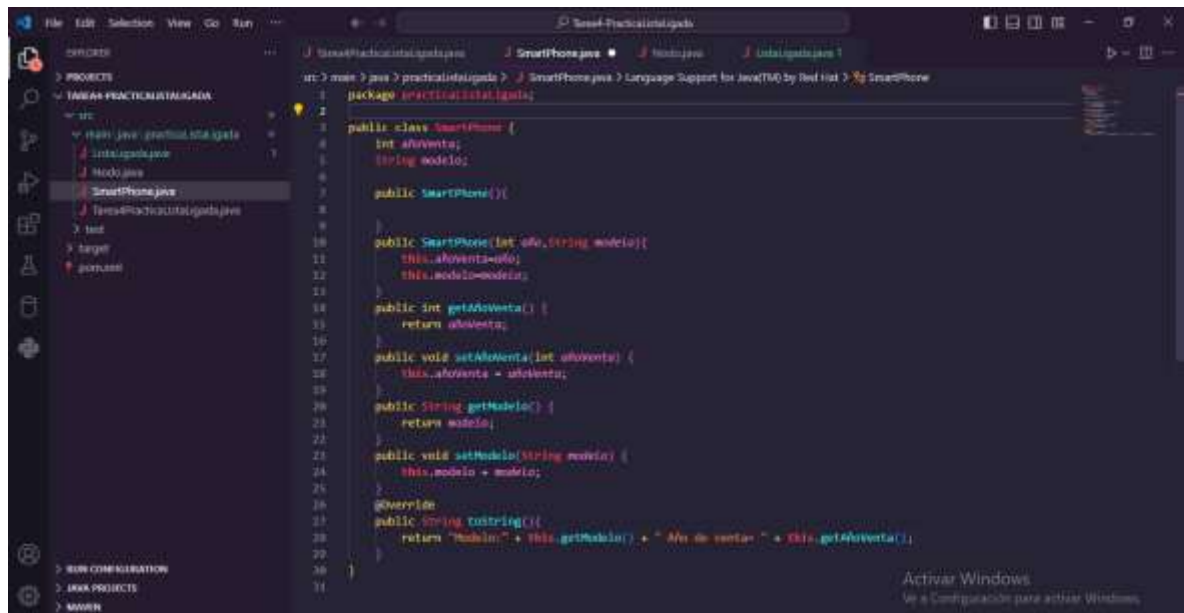 File Edit Selection View Go Run ···
Tarea4-PracticaListaLigada
EXPLORER ···
PROJECTS
TAREA4-PRACTICALISTALIGADA
src
main \ java \ practicaListaLigada
ListaLigada.java 1
Nodo.java
SmartPhone.java
Tarea4PracticaListaLigada.java
test
target
pom.xml
RUN CONFIGURATION
JAVA PROJECTS
MAVEN
Tarea4PracticaListaLigada.java SmartPhone.java Nodo.java ListaLigada.java 1
src > main > java > practicaListaLigada > SmartPhone.java > Language Support for Java(TM) by Red Hat > SmartPhone
1 package practicaListaLigada;
2
3 public class SmartPhone {
4 int añoVenta;
5 String modelo;
6
7 public SmartPhone(){
8
9 }
10 public SmartPhone(int año,String modelo){
11 this.añoVenta=año;
12 this.modelo=modelo;
13 }
14 public int getAñoVenta() {
15 return añoVenta;
16 }
17 public void setAñoVenta(int añoVenta) {
18 this.añoVenta = añoVenta;
19 }
20 public String getModelo() {
21 return modelo;
22 }
23 public void setModelo(String modelo) {
24 this.modelo = modelo;
25 }
26 @Override
27 public String toString(){
28 return "Modelo:" + this.getModelo() + " Año de venta= " + this.getAñoVenta();
29 }
30 }
31
Activar Windows
Ve a Configuración para activar Windows.